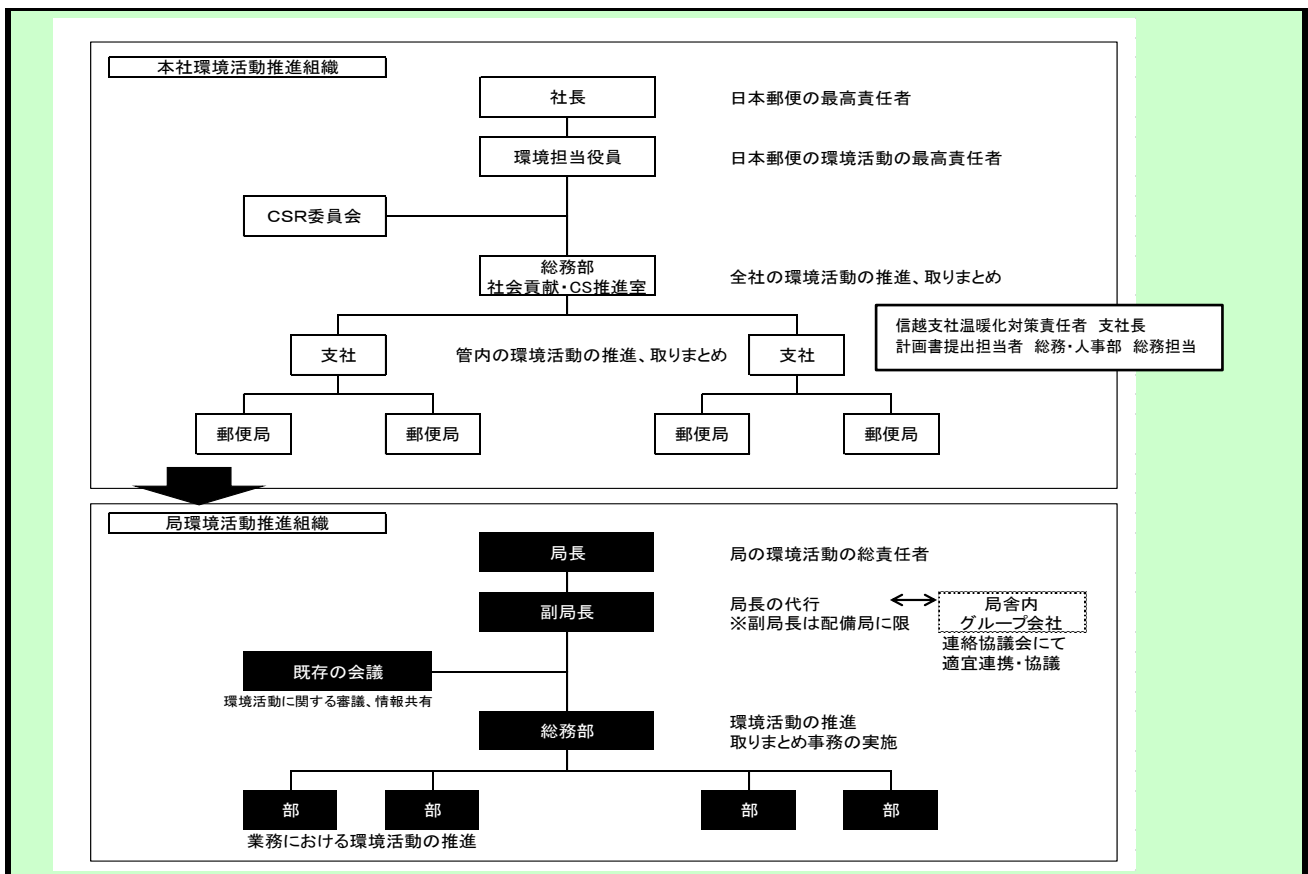 本社環境活動推進組織
社長
日本郵便の最高責任者
環境担当役員
日本郵便の環境活動の最高責任者
CSR委員会
総務部
社会貢献・CS推進室
全社の環境活動の推進、取りまとめ
信越支社温暖化対策責任者 支社長
計画書提出担当者 総務・人事部 総務担当
支社
管内の環境活動の推進、取りまとめ
支社
郵便局
郵便局
郵便局
郵便局
局環境活動推進組織
局長
局の環境活動の総責任者
副局長
局長の代行
※副局長は配備局に限
局舎内
グループ会社
連絡協議会にて
適宜連携・協議
既存の会議
環境活動に関する審議、情報共有
総務部
環境活動の推進
取りまとめ事務の実施
部
部
部
部
業務における環境活動の推進